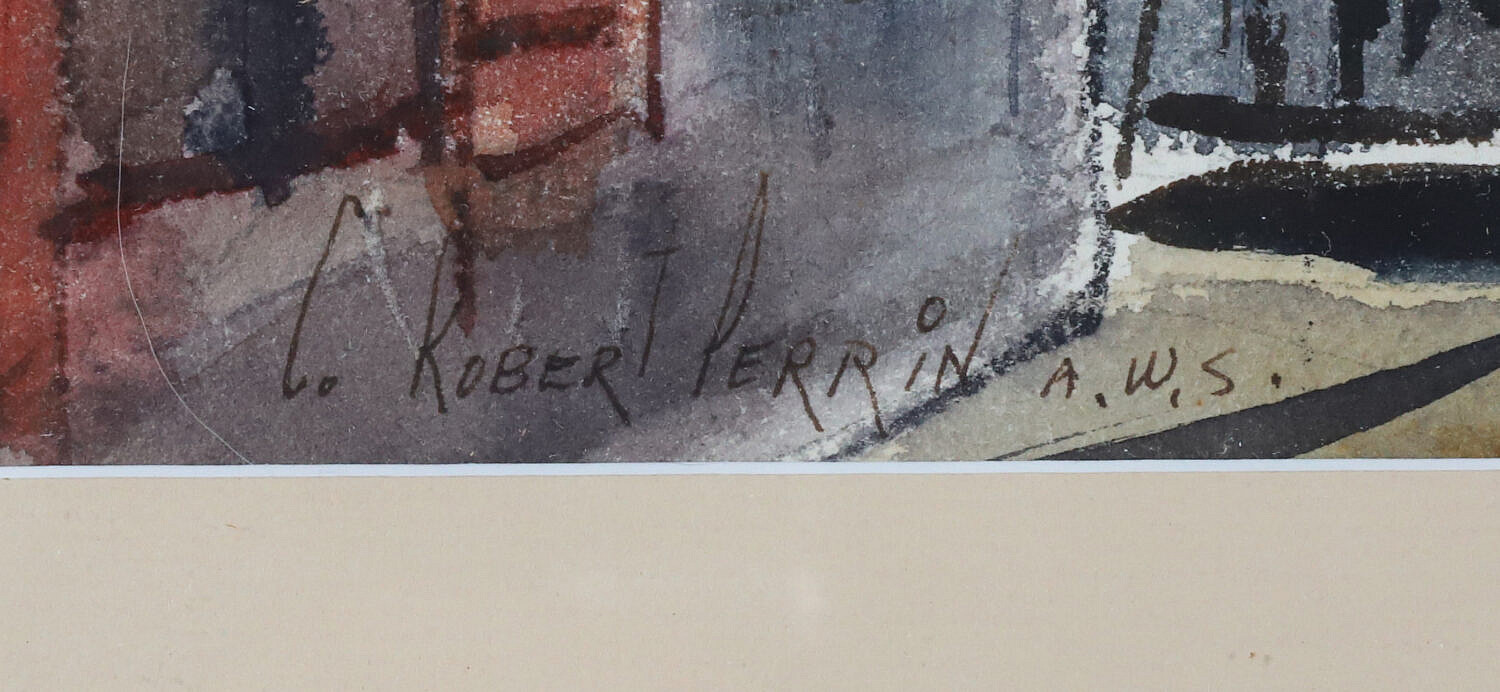 C. ROBERT PERRiN A.W.S.